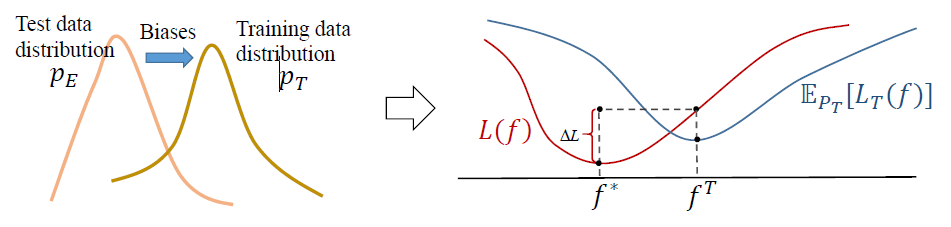 Test data
distribution
p_E
Biases
Training data
distribution
p_T
L(f)
ΔL
𝔼_{P_T}[L_T(f)]
f*
f^T